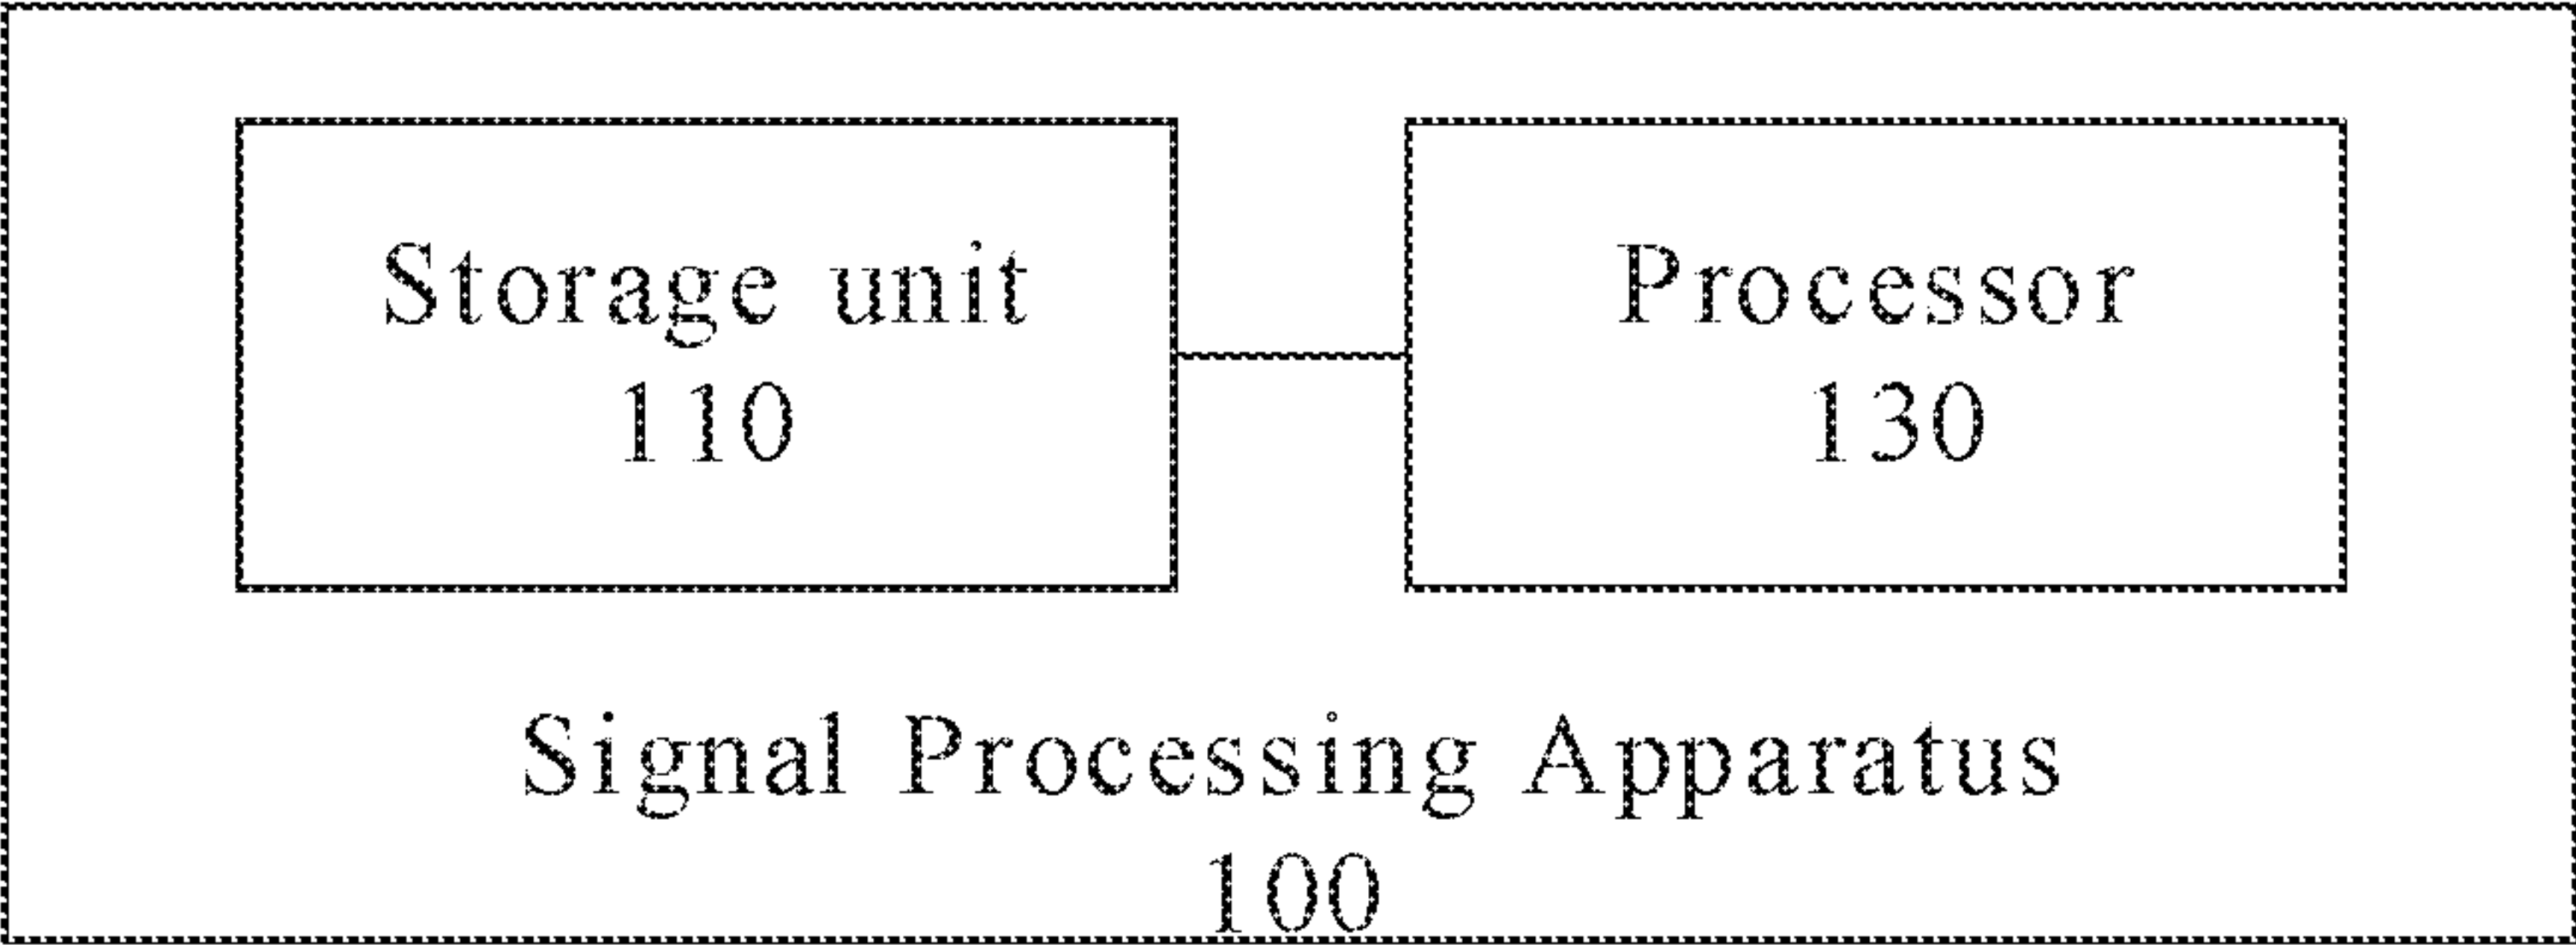 Storage unit
110
Processor
130
Signal Processing Apparatus
100